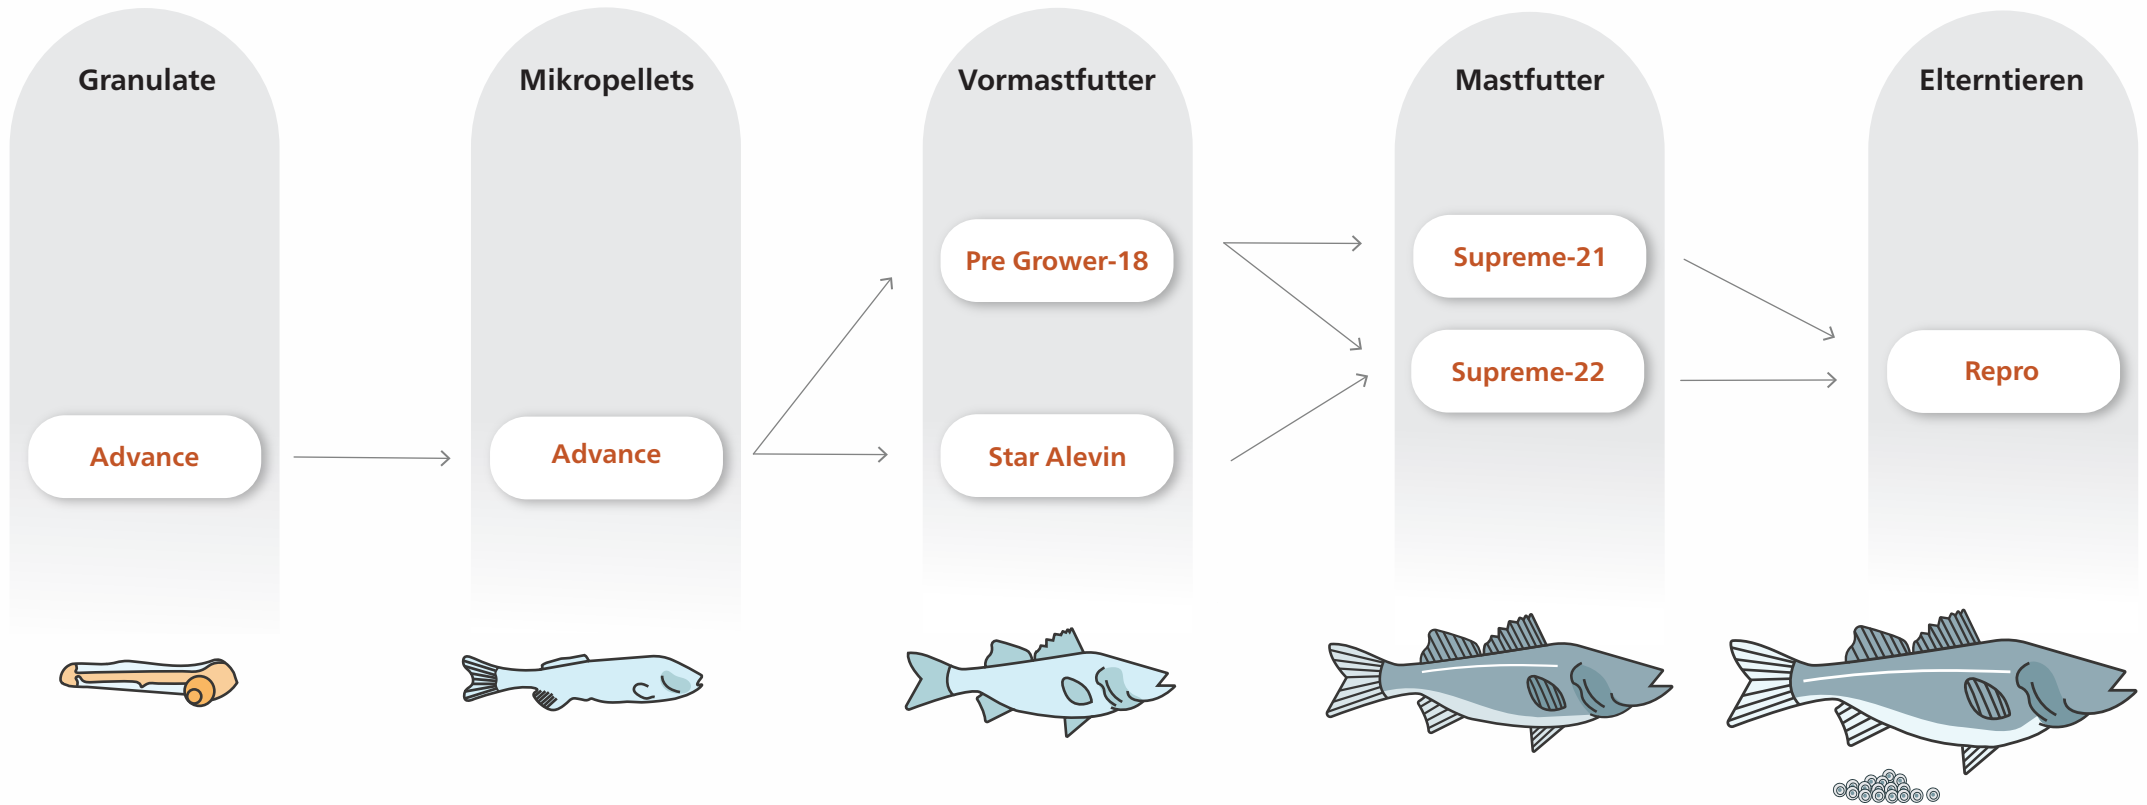 Granulate
Mikropellets
Vormastfutter
Mastfutter
Elterntieren
Pre Grower-18
Supreme-21
Supreme-22
Repro
Advance
Advance
Star Alevin